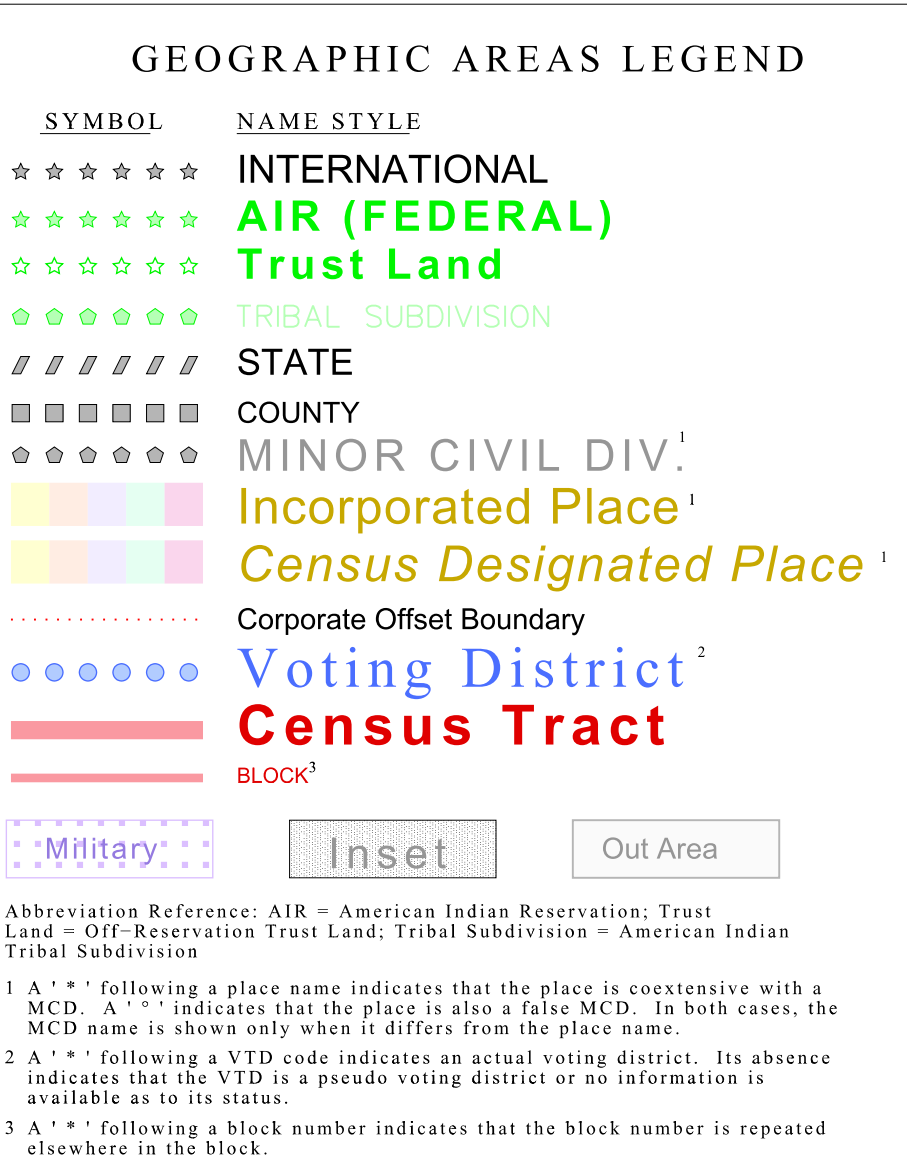 GEOGRAPHIC AREAS LEGEND
SYMBOL NAME STYLE
INTERNATIONAL
AIR (FEDERAL)
Trust Land
TRIBAL SUBDIVISION
STATE
COUNTY
MINOR CIVIL DIV.¹
Incorporated Place ¹
Census Designated Place ¹
Corporate Offset Boundary
Voting District ²
Census Tract
BLOCK³
Military Inset Out Area
Abbreviation Reference: AIR = American Indian Reservation; Trust
Land = Off−Reservation Trust Land; Tribal Subdivision = American Indian
Tribal Subdivision
1 A ' * ' following a place name indicates that the place is coextensive with a
MCD. A ' ° ' indicates that the place is also a false MCD. In both cases, the
MCD name is shown only when it differs from the place name.
2 A ' * ' following a VTD code indicates an actual voting district. Its absence
indicates that the VTD is a pseudo voting district or no information is
available as to its status.
3 A ' * ' following a block number indicates that the block number is repeated
elsewhere in the block.